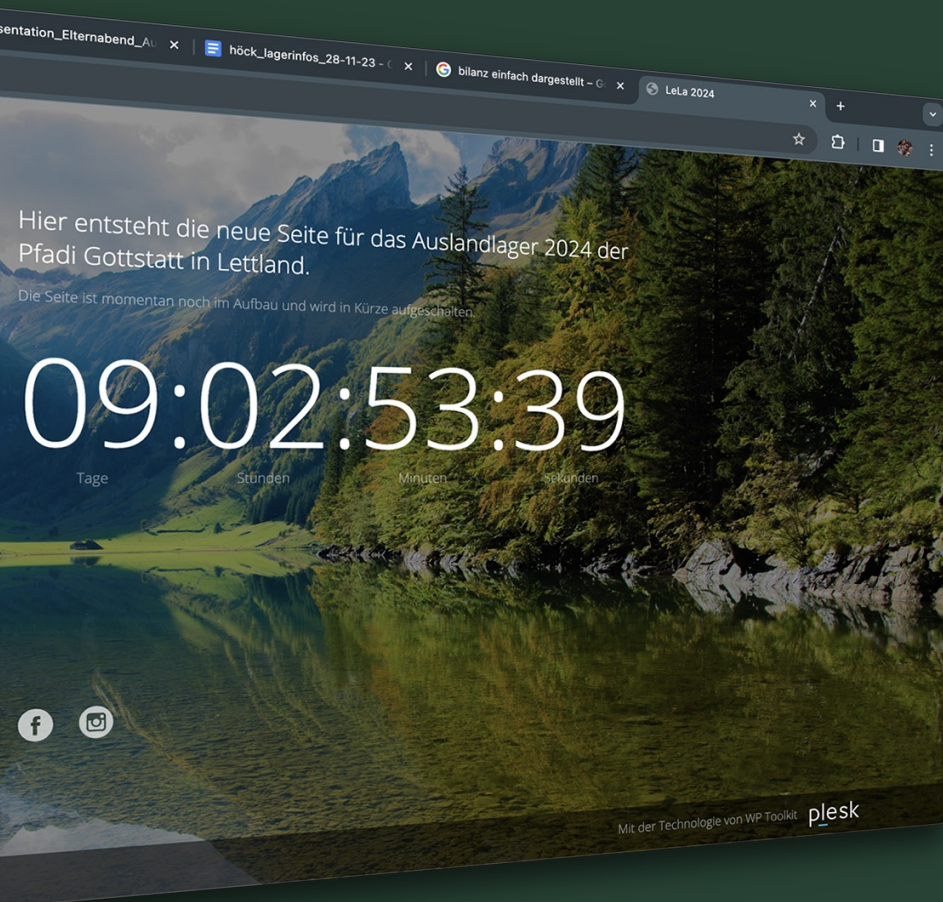 sentation_Elternabend_Au
höck_lagerinfos_28-11-23 - G
bilanz einfach dargestellt – Go
LeLa 2024
Hier entsteht die neue Seite für das Auslandlager 2024 der
Pfadi Gottstatt in Lettland.
Die Seite ist momentan noch im Aufbau und wird in Kürze aufgeschalten.
09:02:53:39
Tage Stunden Minuten Sekunden
Mit der Technologie von WP Toolkit plesk